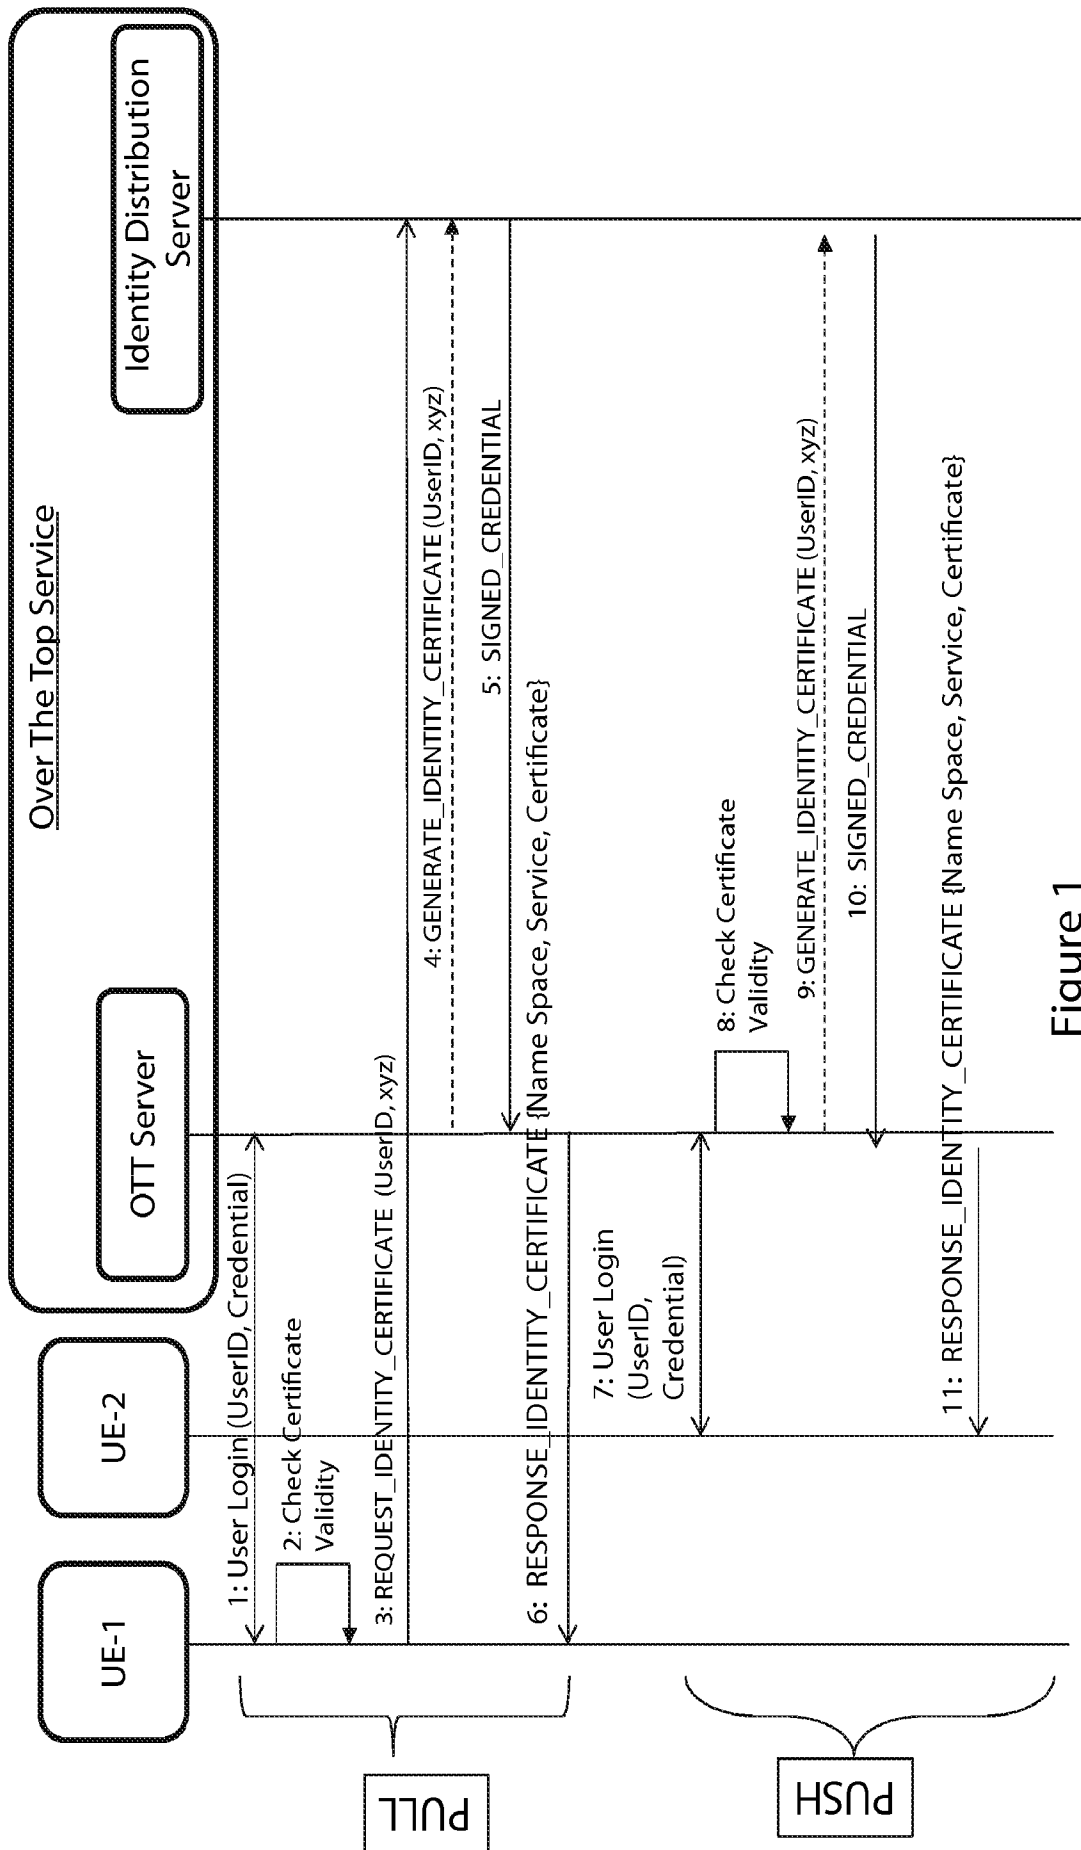 UE-1
UE-2
Over The Top Service
OTT Server
Identity Distribution
Server
PULL
1: User Login (UserID, Credential)
2: Check Certificate
Validity
3: REQUEST_IDENTITY_CERTIFICATE (UserID, xyz)
4: GENERATE_IDENTITY_CERTIFICATE (UserID, xyz)
5: SIGNED_CREDENTIAL
6: RESPONSE_IDENTITY_CERTIFICATE {Name Space, Service, Certificate}
PUSH
7: User Login
(UserID,
Credential)
8: Check Certificate
Validity
9: GENERATE_IDENTITY_CERTIFICATE (UserID, xyz)
10: SIGNED_CREDENTIAL
11: RESPONSE_IDENTITY_CERTIFICATE {Name Space, Service, Certificate}
Figure 1